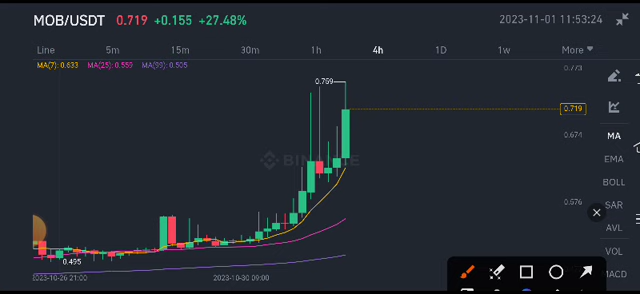 MOB/USDT 0.719 +0.155 +27.48% 2023-11-01 11:53:24
Line 5m 15m 30m 1h 4h 1D 1w More
MA(7): 0.633 MA(25): 0.559 MA(99): 0.505
0.773
0.759
0.719
0.674
MA
BINANCE
EMA
BOLL
0.576
SAR
AVL
VOL
0.495
MACD
2023-10-26 21:00 2023-10-30 09:00